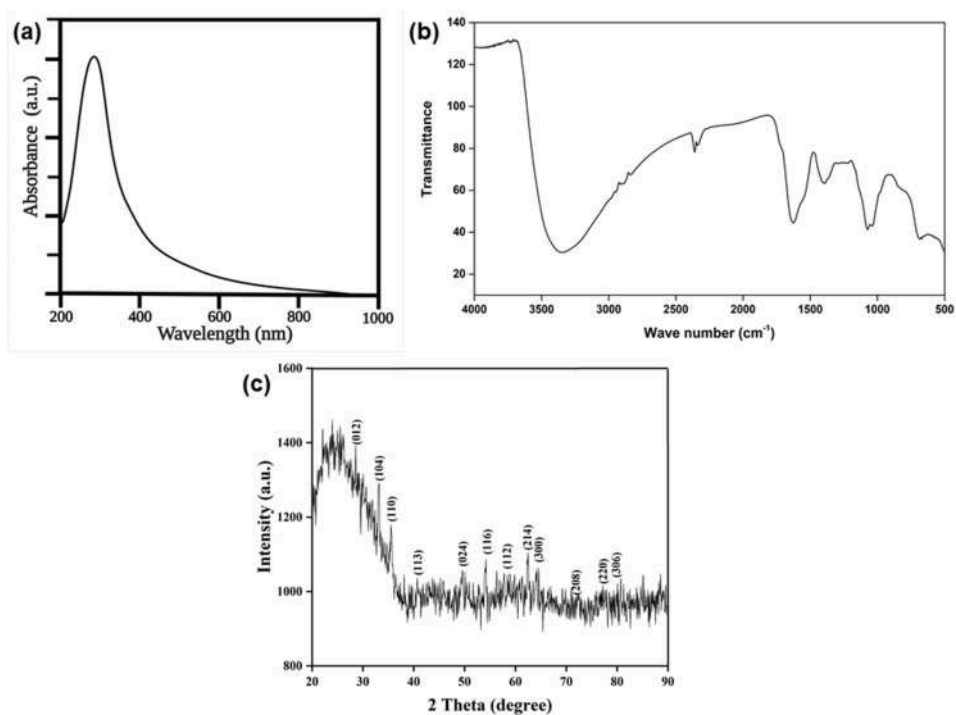 (a)
Absorbance (a.u.)
200 400 600 800 1000
Wavelength (nm)
(b)
Transmittance
140
120
100
80
60
40
20
4000 3500 3000 2500 2000 1500 1000 500
Wave number (cm⁻¹)
(c)
Intensity (a.u.)
1600
1400
1200
1000
800
(012)
(104)
(110)
(113)
(024)
(116)
(112)
(214)
(300)
(208)
(220)
(306)
20 30 40 50 60 70 80 90
2 Theta (degree)